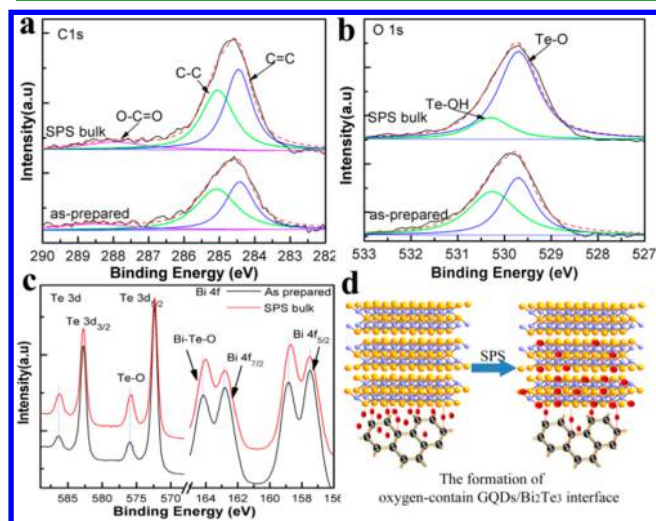 a
C1s
C-C
C=C
O-C=O
SPS bulk
as-prepared
Intensity(a.u)
290 289 288 287 286 285 284 283 282
Binding Energy (eV)
b
O 1s
Te-O
Te-OH
SPS bulk
as-prepared
Intensity(a.u)
533 532 531 530 529 528 527
Binding Energy (eV)
c
Te 3d
Te 3d
Bi 4f
As prepared
SPS bulk
Te 3d3/2
Te-O
Bi-Te-O
Bi 4f7/2
Bi 4f5/2
Intensity(a.u)
585 580 575 570 164 162 160 158 156
Binding Energy (eV)
d
SPS
The formation of
oxygen-contain GQDs/Bi2Te3 interface